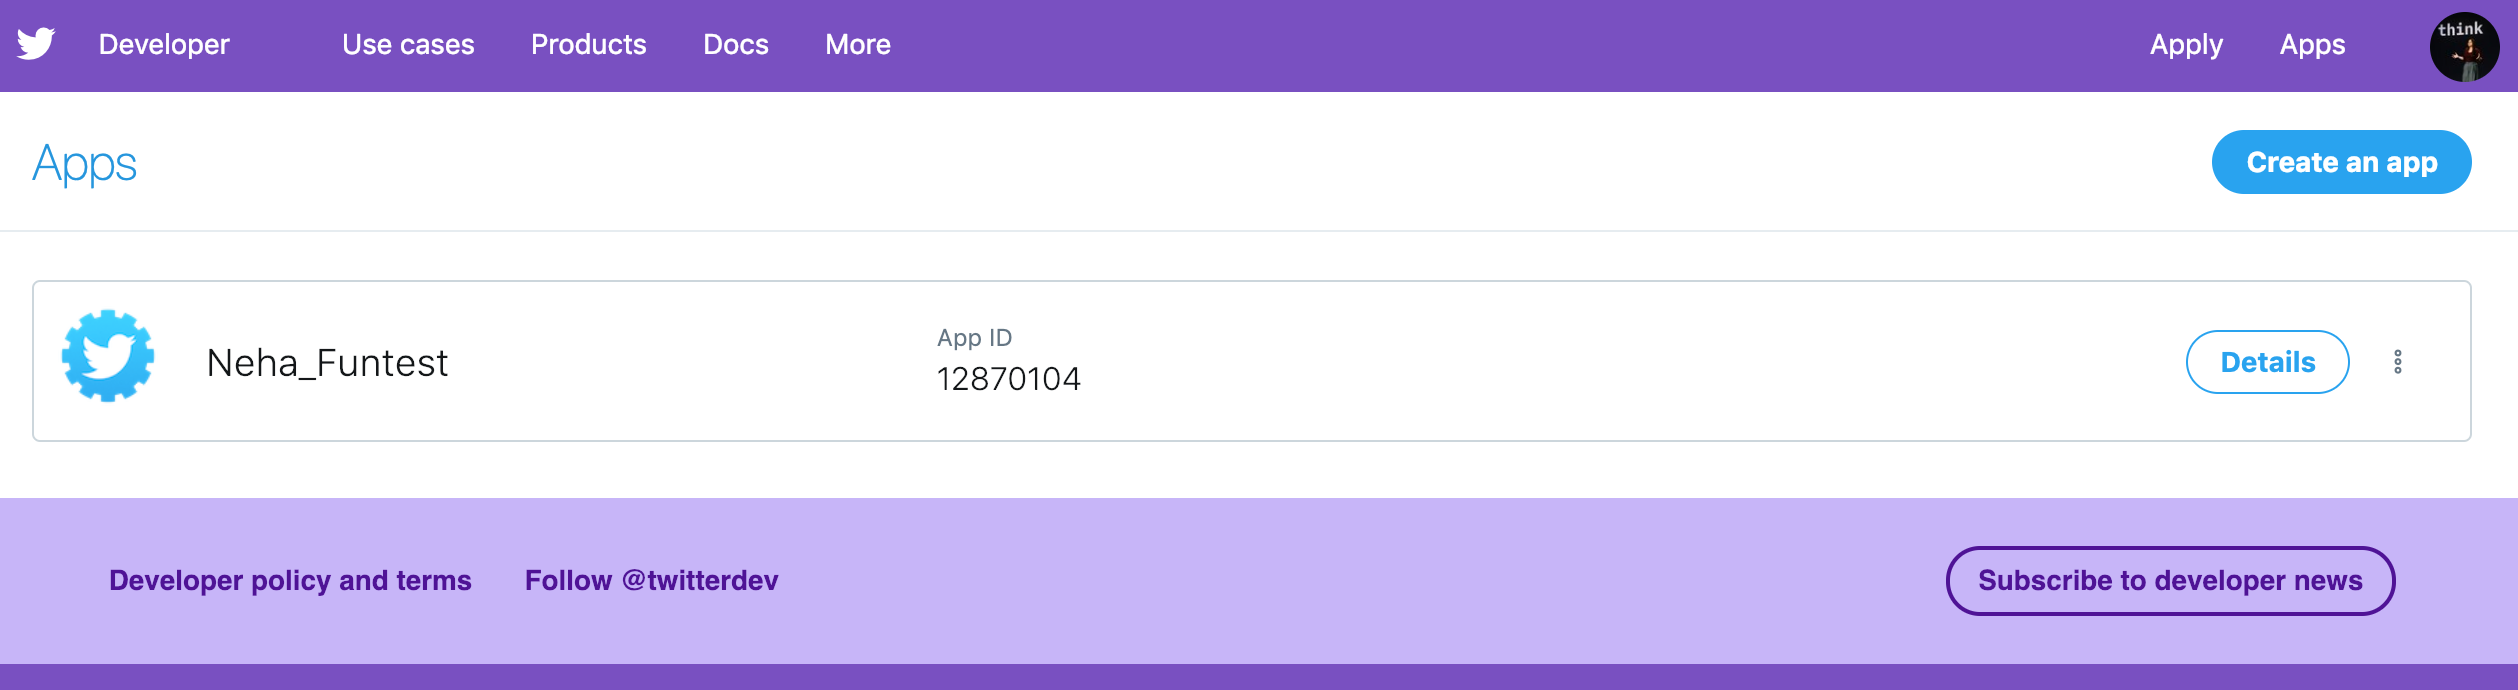 Developer Use cases Products Docs More Apply Apps think
Apps Create an app
Neha_Funtest
App ID
12870104
Details
Developer policy and terms Follow @twitterdev Subscribe to developer news